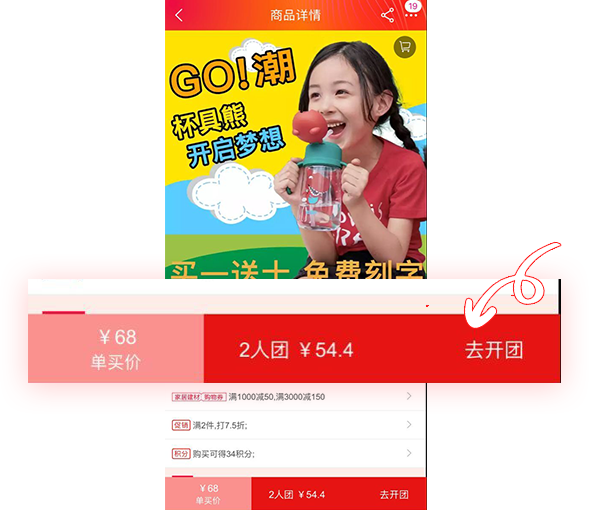 商品详情
19
GO!潮
杯具熊
开启梦想
买一送十 免费刻字
¥68
单买价
2人团 ¥54.4
去开团
家居建材 购物券 满1000减50,满3000减150
促销 满2件,打7.5折;
积分 购买可得34积分;
¥68
单买价
2人团 ¥54.4
去开团